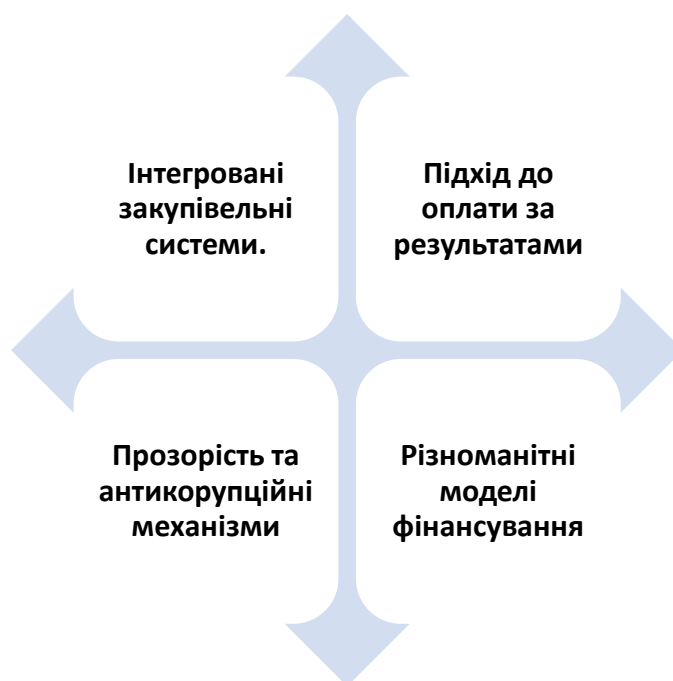 Інтегровані
закупівельні
системи.
Підхід до
оплати за
результатами
Прозорість та
антикорупційні
механізми
Різноманітні
моделі
фінансування